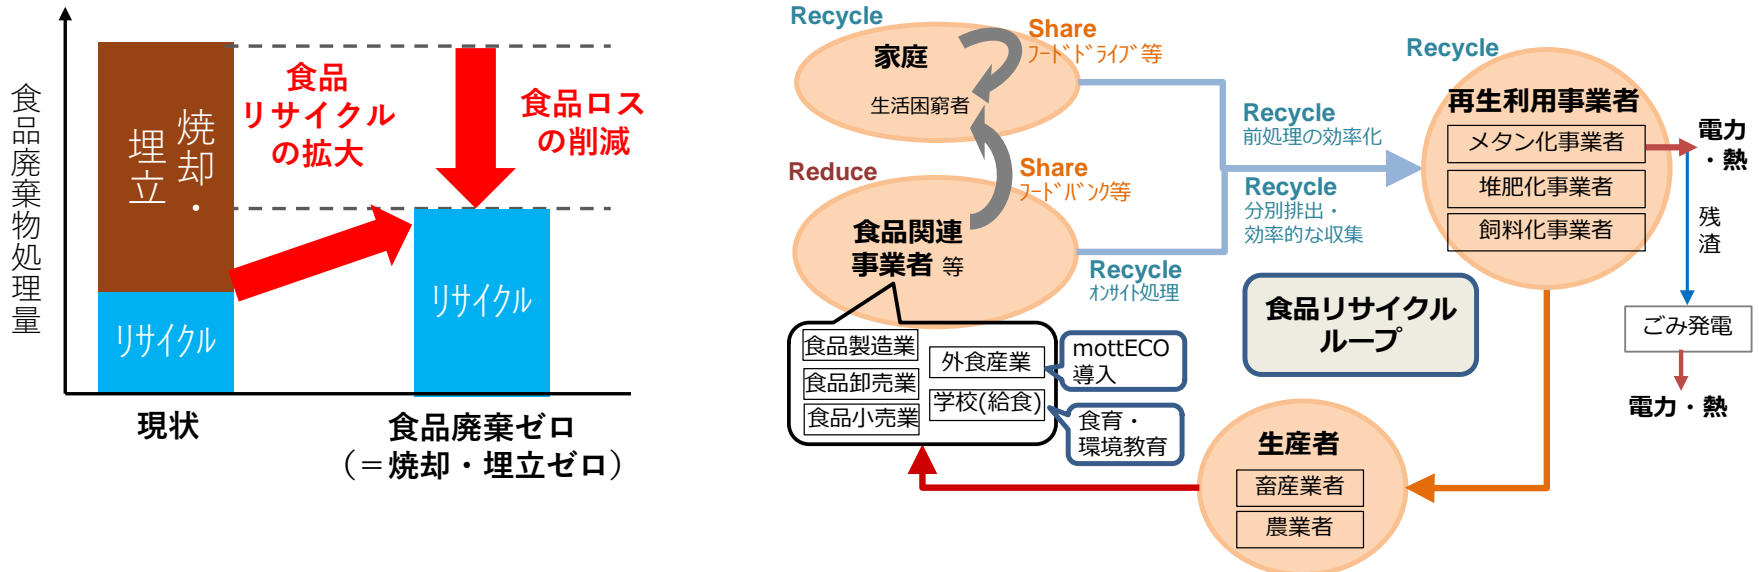 食品廃棄物処理量
焼却・
埋立
リサイクル
食品
リサイクル
の拡大
食品ロス
の削減
リサイクル
現状
食品廃棄ゼロ
(＝焼却・埋立ゼロ)
Recycle
家庭
生活困窮者
Share
フードドライブ等
Reduce
食品関連
事業者 等
Share
フードバンク等
Recycle
オンサイト処理
Recycle
前処理の効率化
Recycle
分別排出・
効率的な収集
Recycle
再生利用事業者
メタン化事業者
堆肥化事業者
飼料化事業者
電力
・熱
残渣
ごみ発電
電力・熱
食品リサイクル
ループ
食品製造業
食品卸売業
食品小売業
外食産業
学校(給食)
mottECO
導入
食育・
環境教育
生産者
畜産業者
農業者